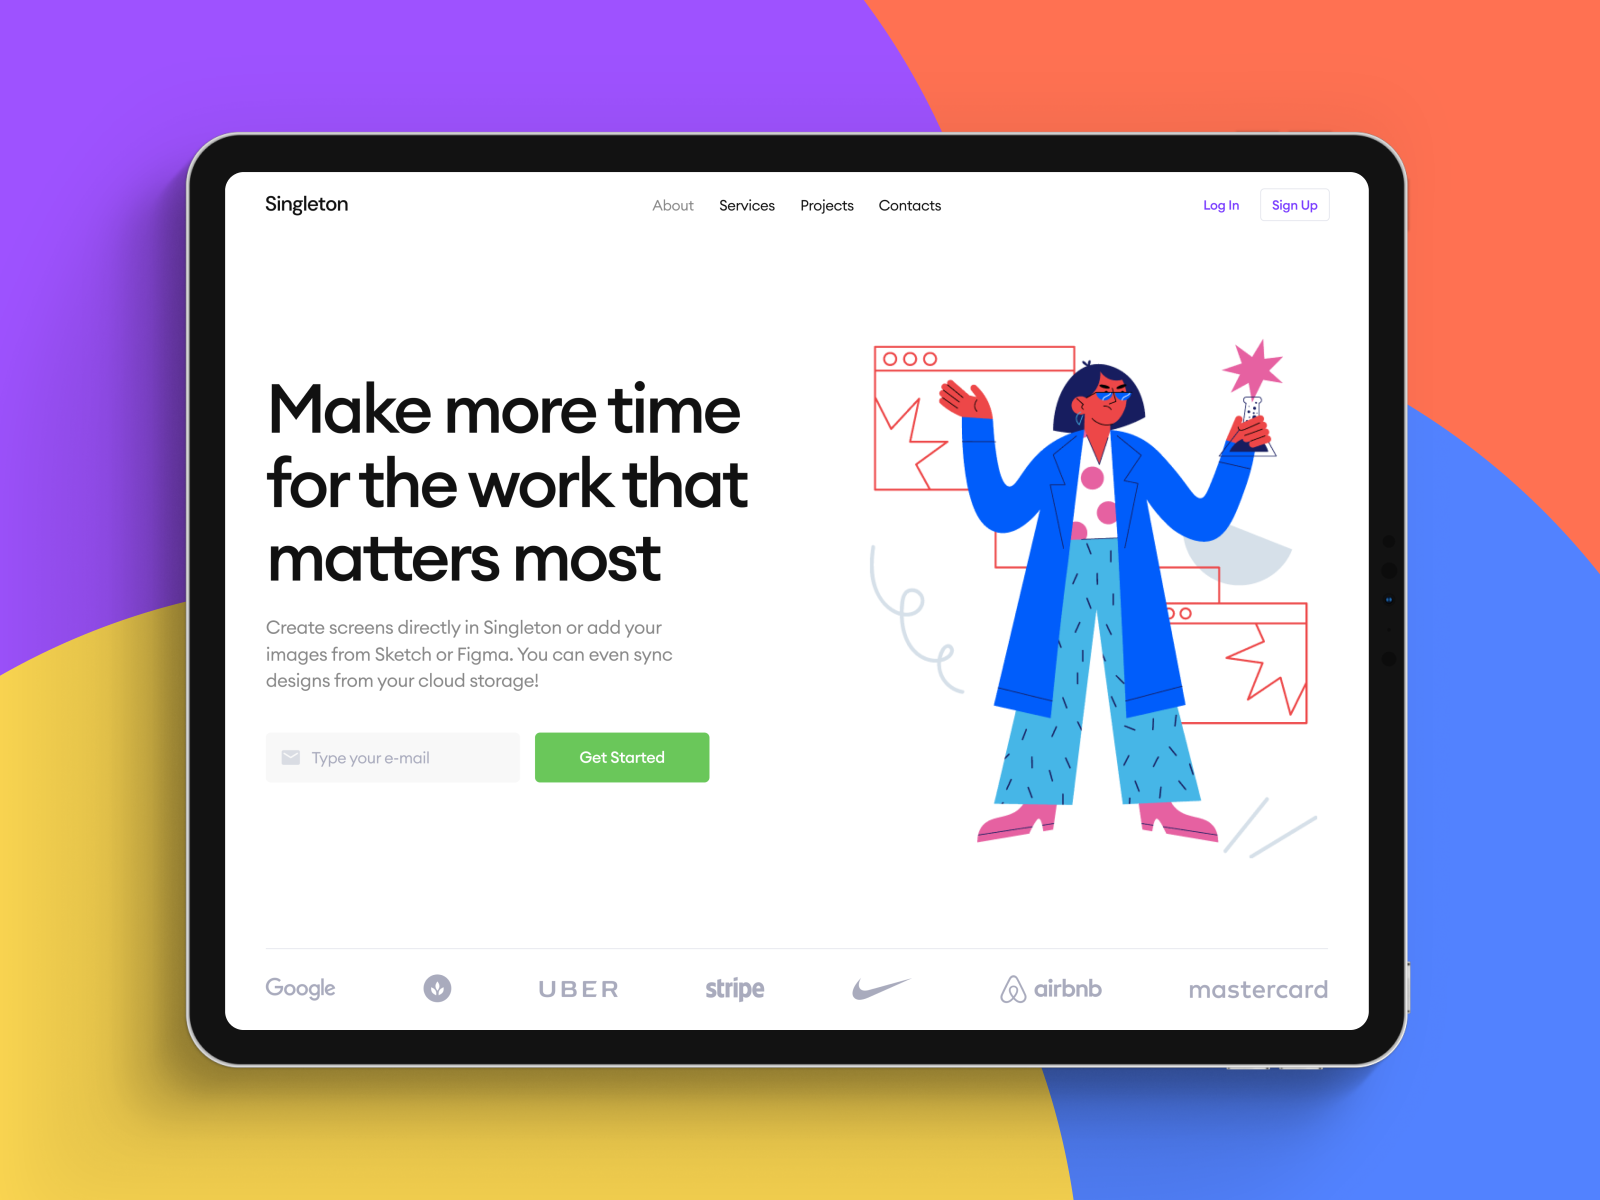 Singleton
About Services Projects Contacts
Log In Sign Up
Make more time
for the work that
matters most
Create screens directly in Singleton or add your
images from Sketch or Figma. You can even sync
designs from your cloud storage!
Type your e-mail
Get Started
Google UBER stripe airbnb mastercard